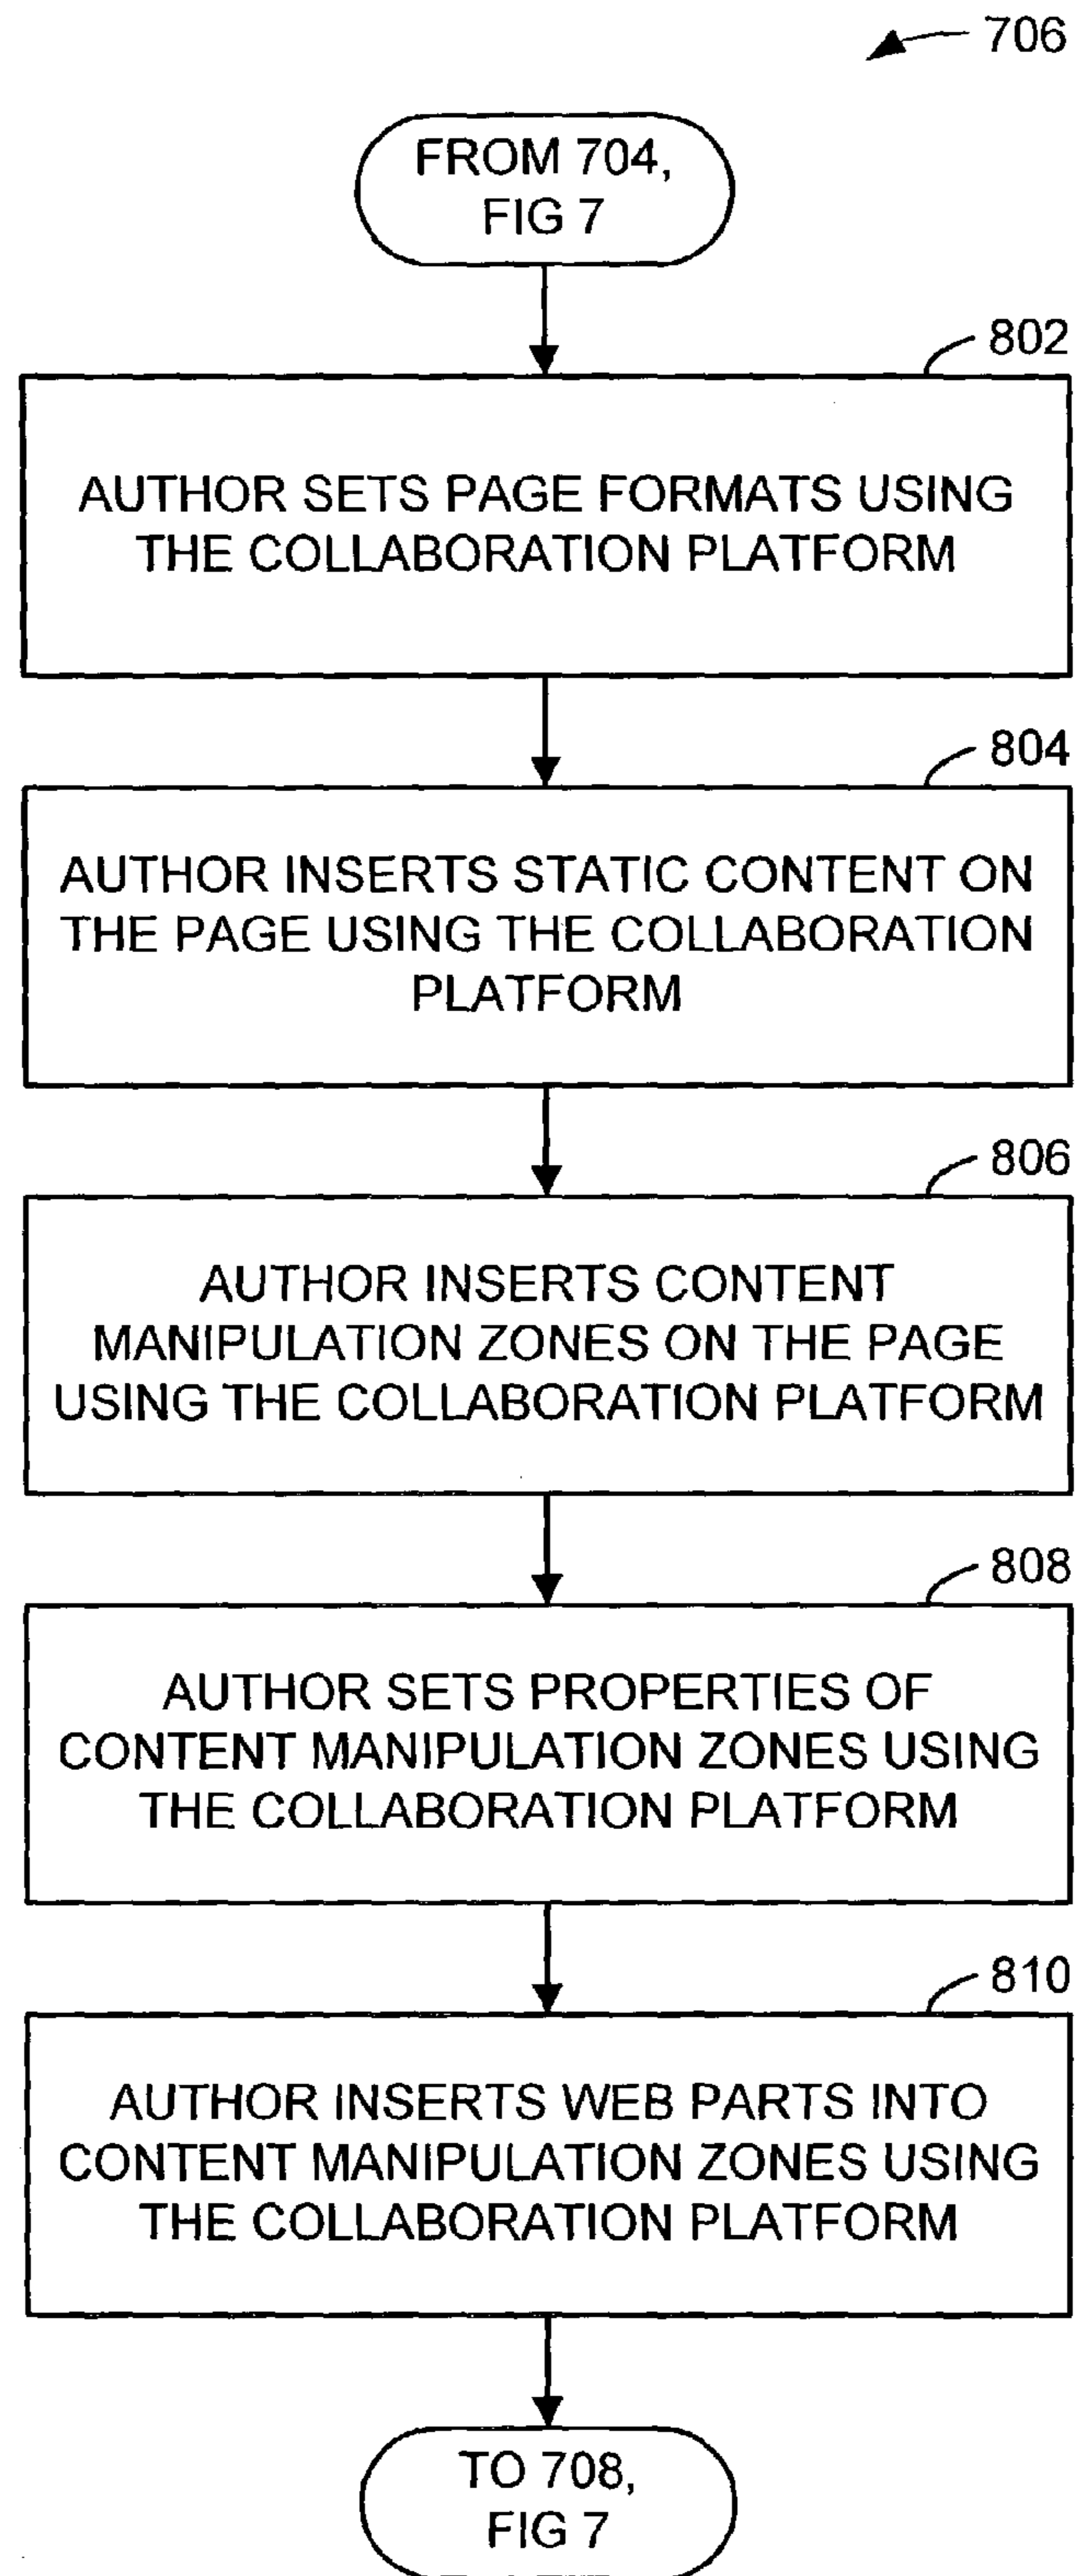 706
FROM 704,
FIG 7
802
AUTHOR SETS PAGE FORMATS USING
THE COLLABORATION PLATFORM
804
AUTHOR INSERTS STATIC CONTENT ON
THE PAGE USING THE COLLABORATION
PLATFORM
806
AUTHOR INSERTS CONTENT
MANIPULATION ZONES ON THE PAGE
USING THE COLLABORATION PLATFORM
808
AUTHOR SETS PROPERTIES OF
CONTENT MANIPULATION ZONES USING
THE COLLABORATION PLATFORM
810
AUTHOR INSERTS WEB PARTS INTO
CONTENT MANIPULATION ZONES USING
THE COLLABORATION PLATFORM
TO 708,
FIG 7